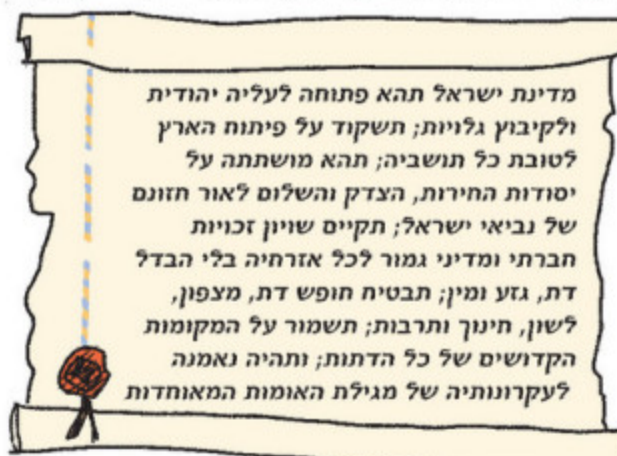 מדינת ישראל תהא פתוחה לעליה יהודית
ולקיבוץ גלויות; תשקוד על פיתוח הארץ
לטובת כל תושביה; תהא מושתתה על
יסודות החירות, הצדק והשלום לאור חזונם
של נביאי ישראל; תקיים שויון זכויות
חברתי ומדיני גמור לכל אזרחיה בלי הבדל
דת, גזע ומין; תבטיח חופש דת, מצפון,
לשון, חינוך ותרבות; תשמור על המקומות
הקדושים של כל הדתות; ותהיה נאמנה
לעקרונותיה של מגילת האומות המאוחדות